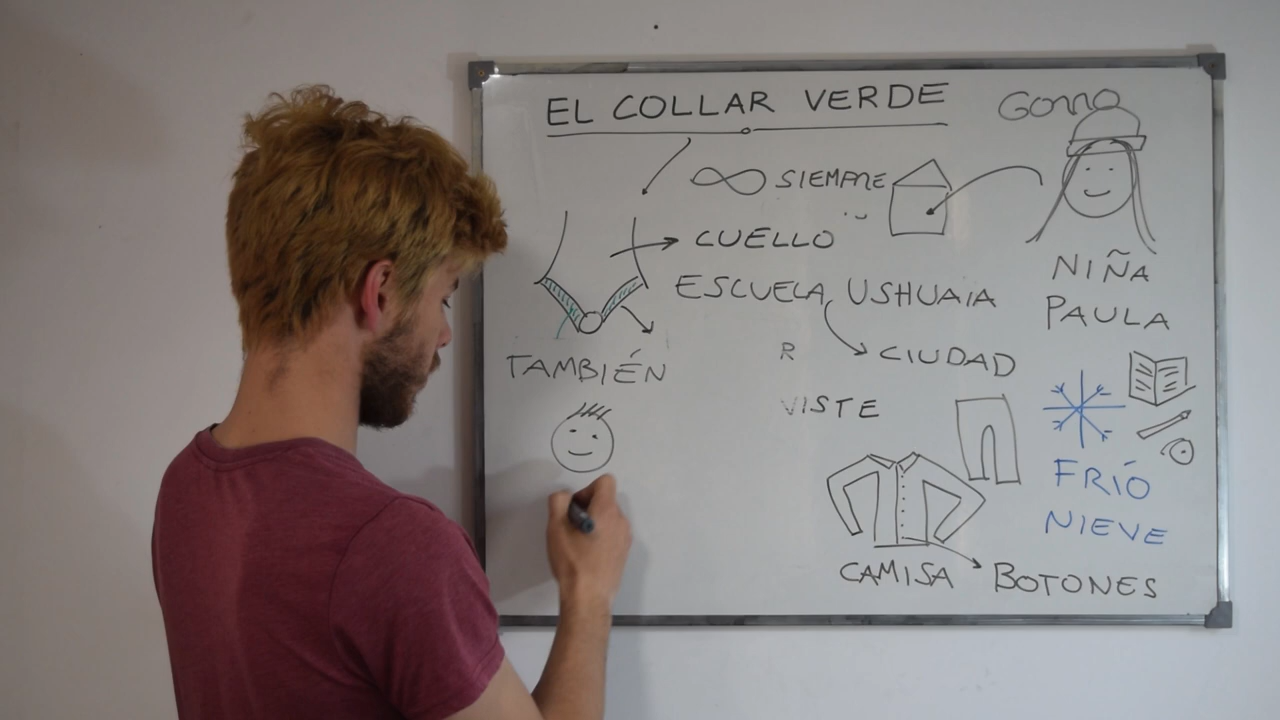 EL COLLAR VERDE
Gorro
SIEMPRE
CUELLO
NIÑA
PAULA
ESCUELA, USHUAIA
R
CIUDAD
TAMBIÉN
VISTE
FRÍO
NIEVE
CAMISA
BOTONES